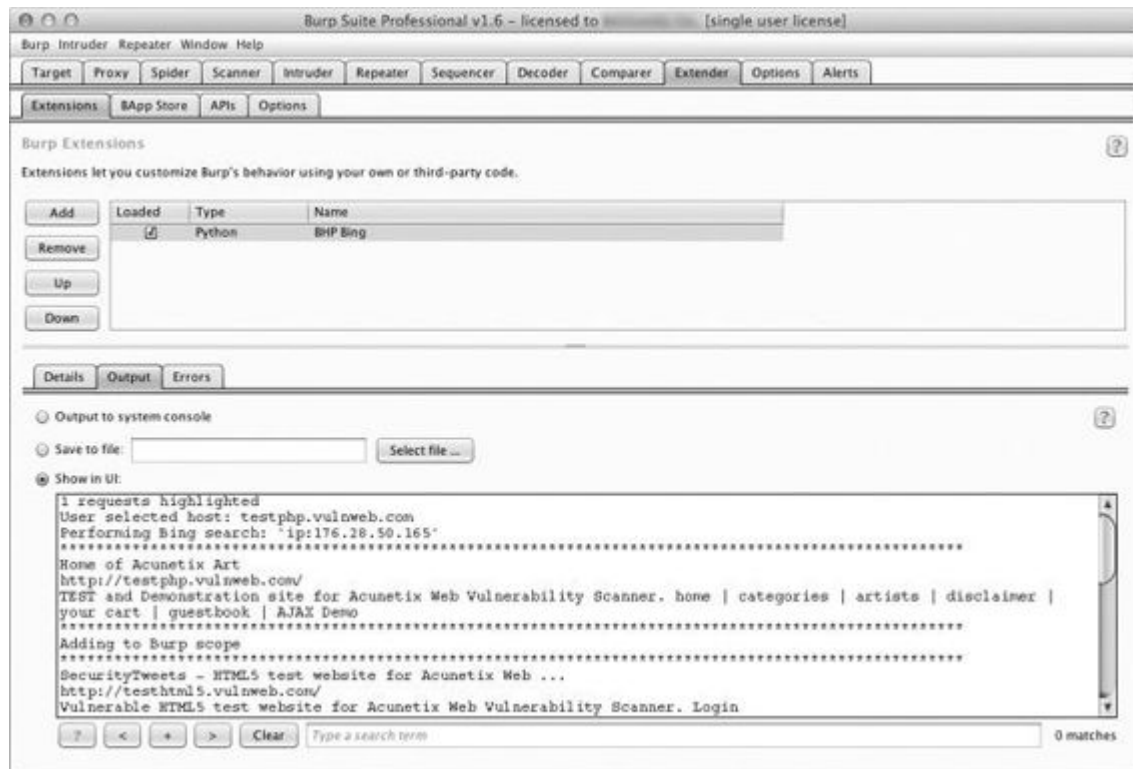 Burp Suite Professional v1.6 - licensed to [single user license]
Burp Intruder Repeater Window Help
Target Proxy Spider Scanner Intruder Repeater Sequencer Decoder Comparer Extender Options Alerts
Extensions BApp Store APIs Options
Burp Extensions
?
Extensions let you customize Burp's behavior using your own or third-party code.
Add
Loaded Type Name
Python BHP Bing
Remove
Up
Down
Details Output Errors
Output to system console
?
Save to file: Select file ...
Show in UI:
1 requests highlighted
User selected host: testphp.vulnweb.com
Performing Bing search: 'ip:176.28.50.165'
****************************************************************************************************
Home of Acunetix Art
http://testphp.vulnweb.com/
TEST and Demonstration site for Acunetix Web Vulnerability Scanner. home | categories | artists | disclaimer |
your cart | guestbook | AJAX Demo
****************************************************************************************************
Adding to Burp scope
****************************************************************************************************
SecurityTweets - HTML5 test website for Acunetix Web ...
http://testhtml5.vulnweb.com/
Vulnerable HTML5 test website for Acunetix Web Vulnerability Scanner. Login
? < + > Clear Type a search term 0 matches